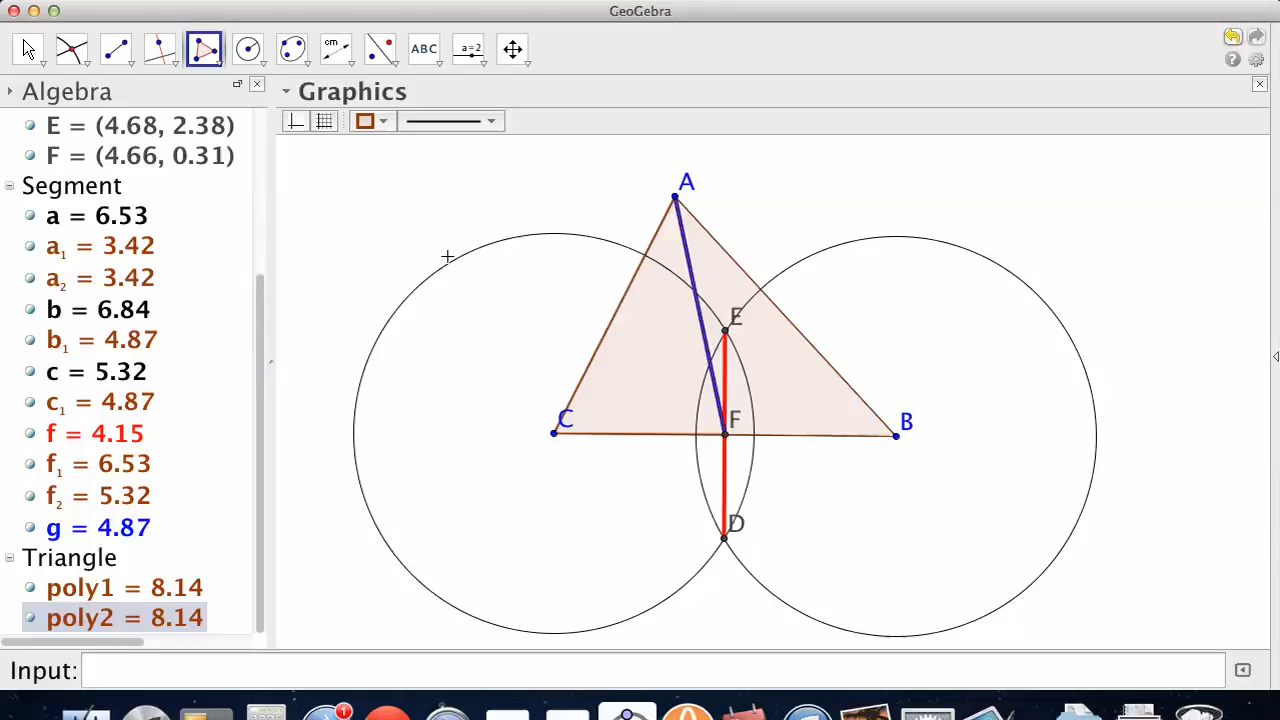 GeoGebra
cm
ABC
a=2
Algebra
Graphics
E = (4.68, 2.38)
F = (4.66, 0.31)
Segment
a = 6.53
a₁ = 3.42
a₂ = 3.42
b = 6.84
b₁ = 4.87
c = 5.32
c₁ = 4.87
f = 4.15
f₁ = 6.53
f₂ = 5.32
g = 4.87
Triangle
poly1 = 8.14
poly2 = 8.14
A
E
C
F
B
D
Input:
1